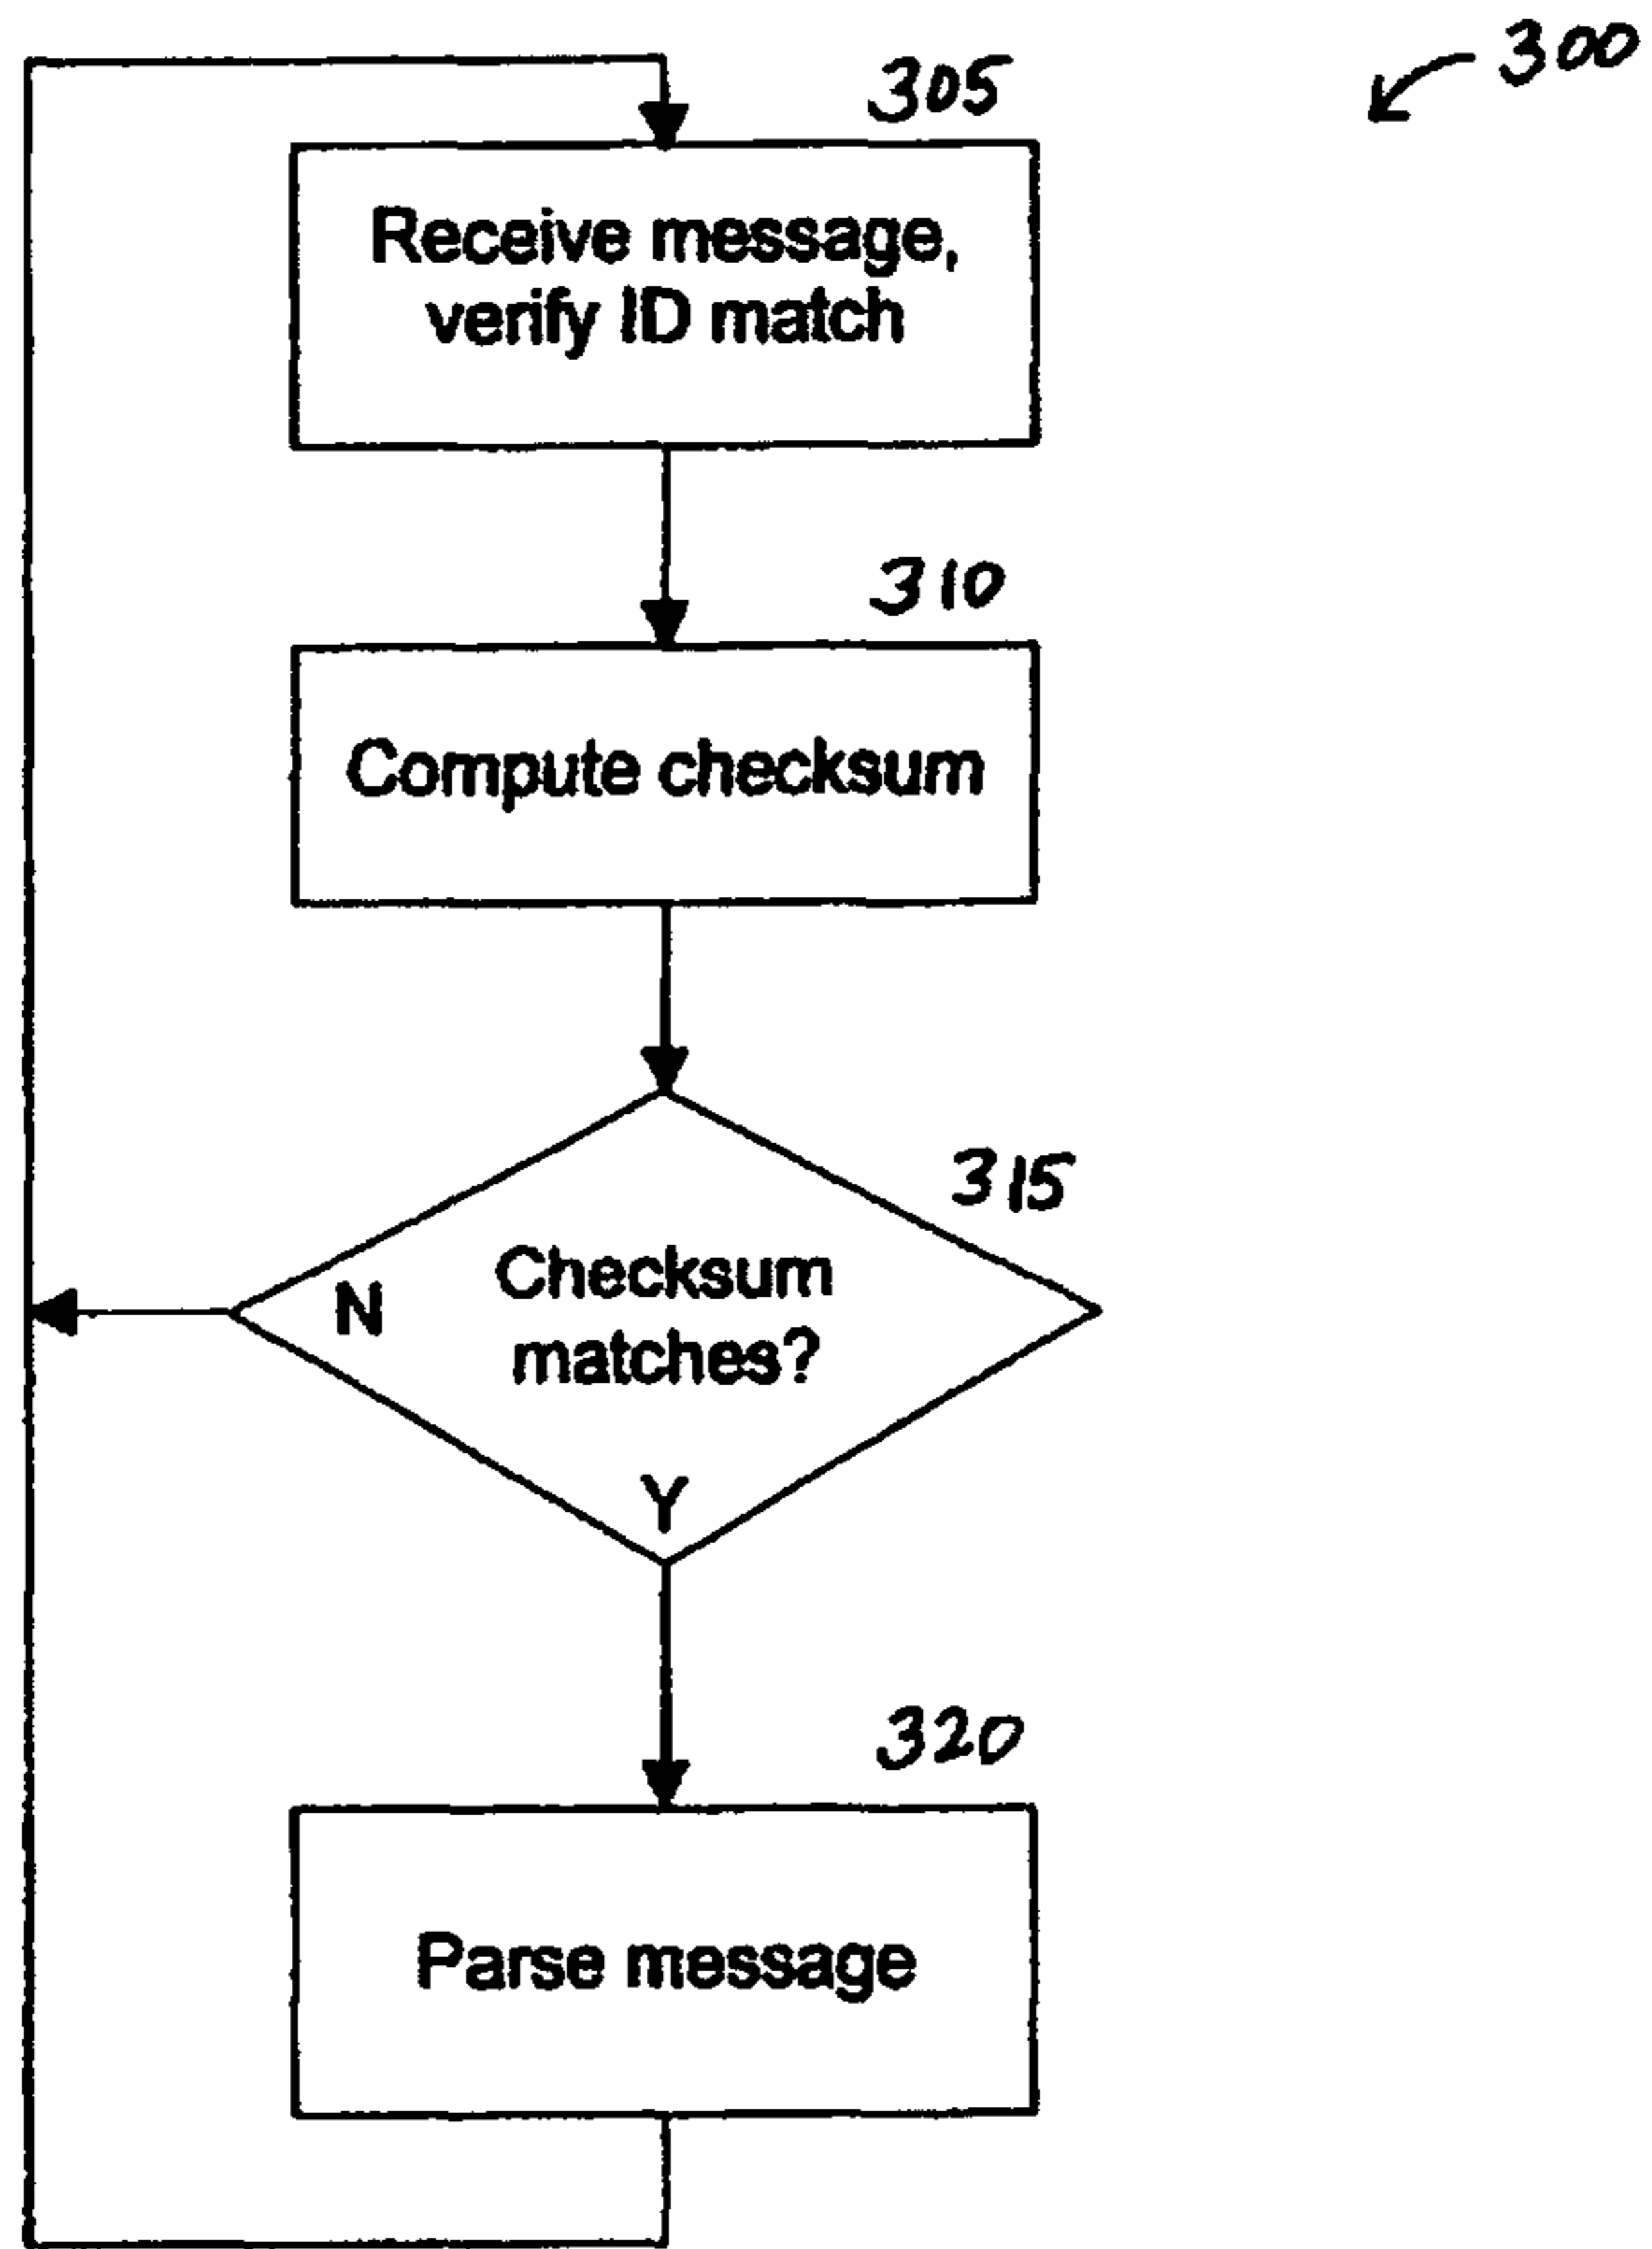 300
305
Receive message,
verify ID match
310
Compute checksum
315
Checksum
matches?
N
Y
320
Parse message